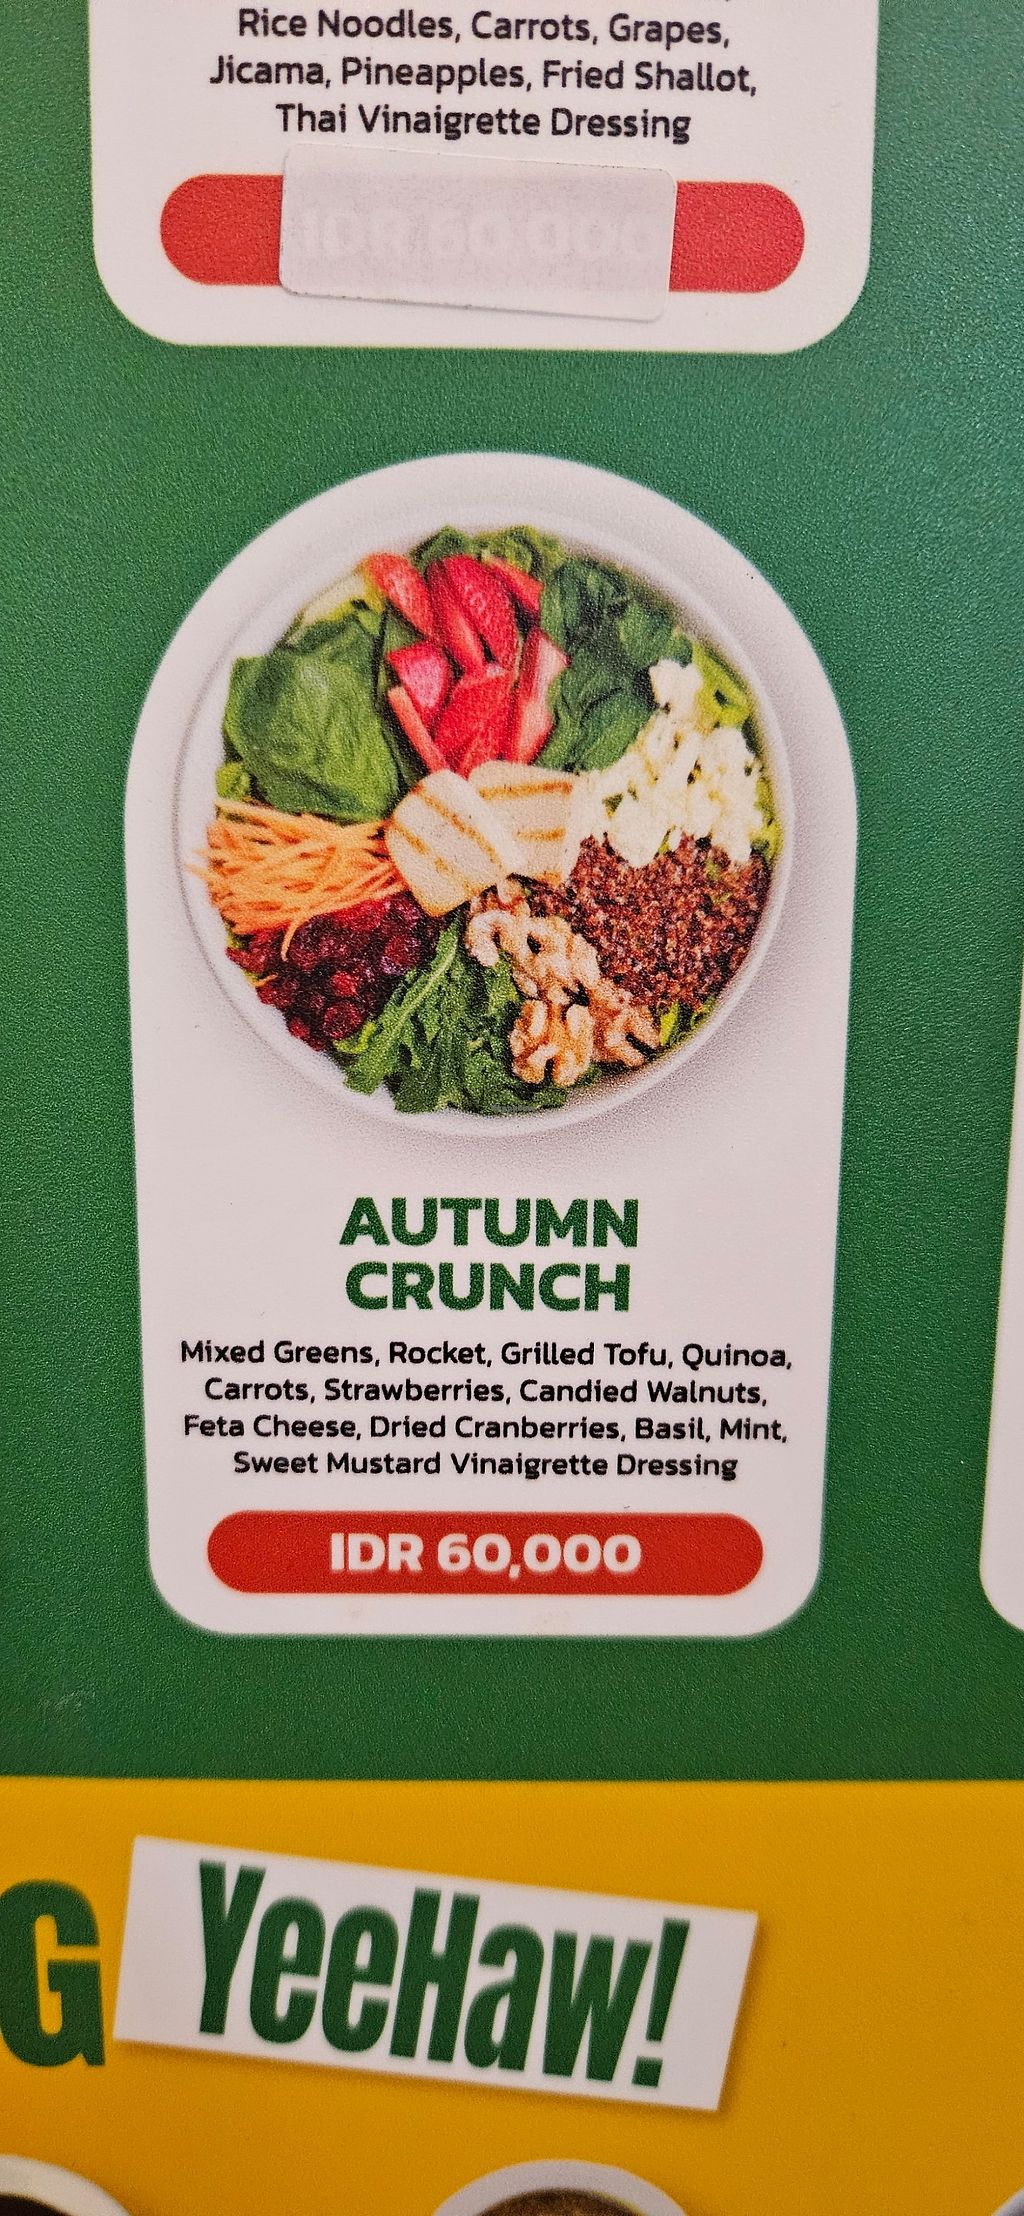 Rice Noodles, Carrots, Grapes,
Jicama, Pineapples, Fried Shallot,
Thai Vinaigrette Dressing
AUTUMN
CRUNCH
Mixed Greens, Rocket, Grilled Tofu, Quinoa,
Carrots, Strawberries, Candied Walnuts,
Feta Cheese, Dried Cranberries, Basil, Mint,
Sweet Mustard Vinaigrette Dressing
IDR 60,000
G YeeHaw!